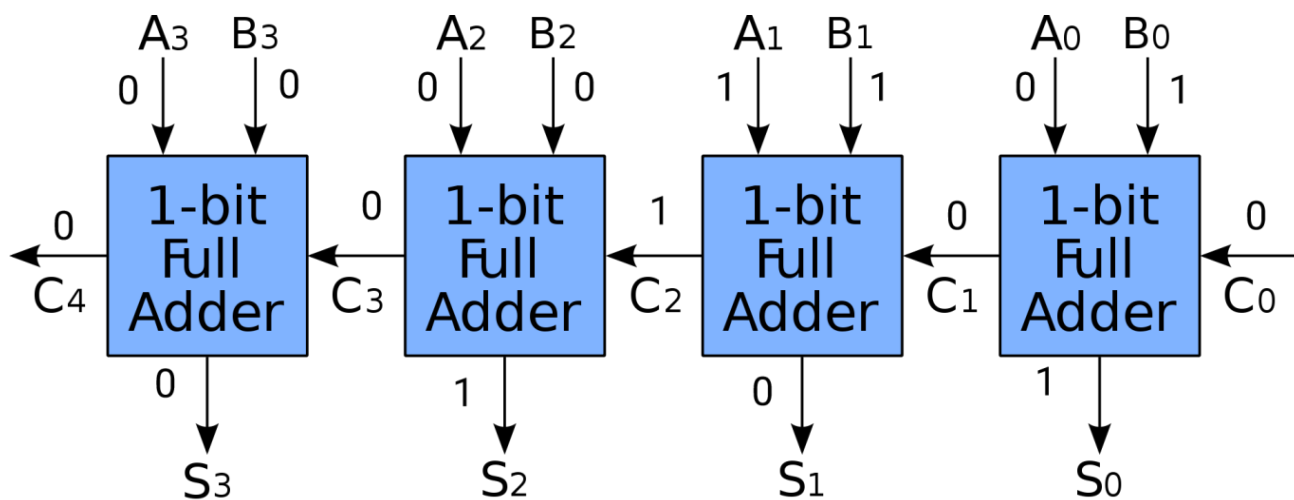 A3 B3 A2 B2 A1 B1 A0 B0
0 0 0 0 1 1 0 1
1-bit Full Adder
1-bit Full Adder
1-bit Full Adder
1-bit Full Adder
0 0 1 0 0
C4 C3 C2 C1 C0
0 1 0 1
S3 S2 S1 S0